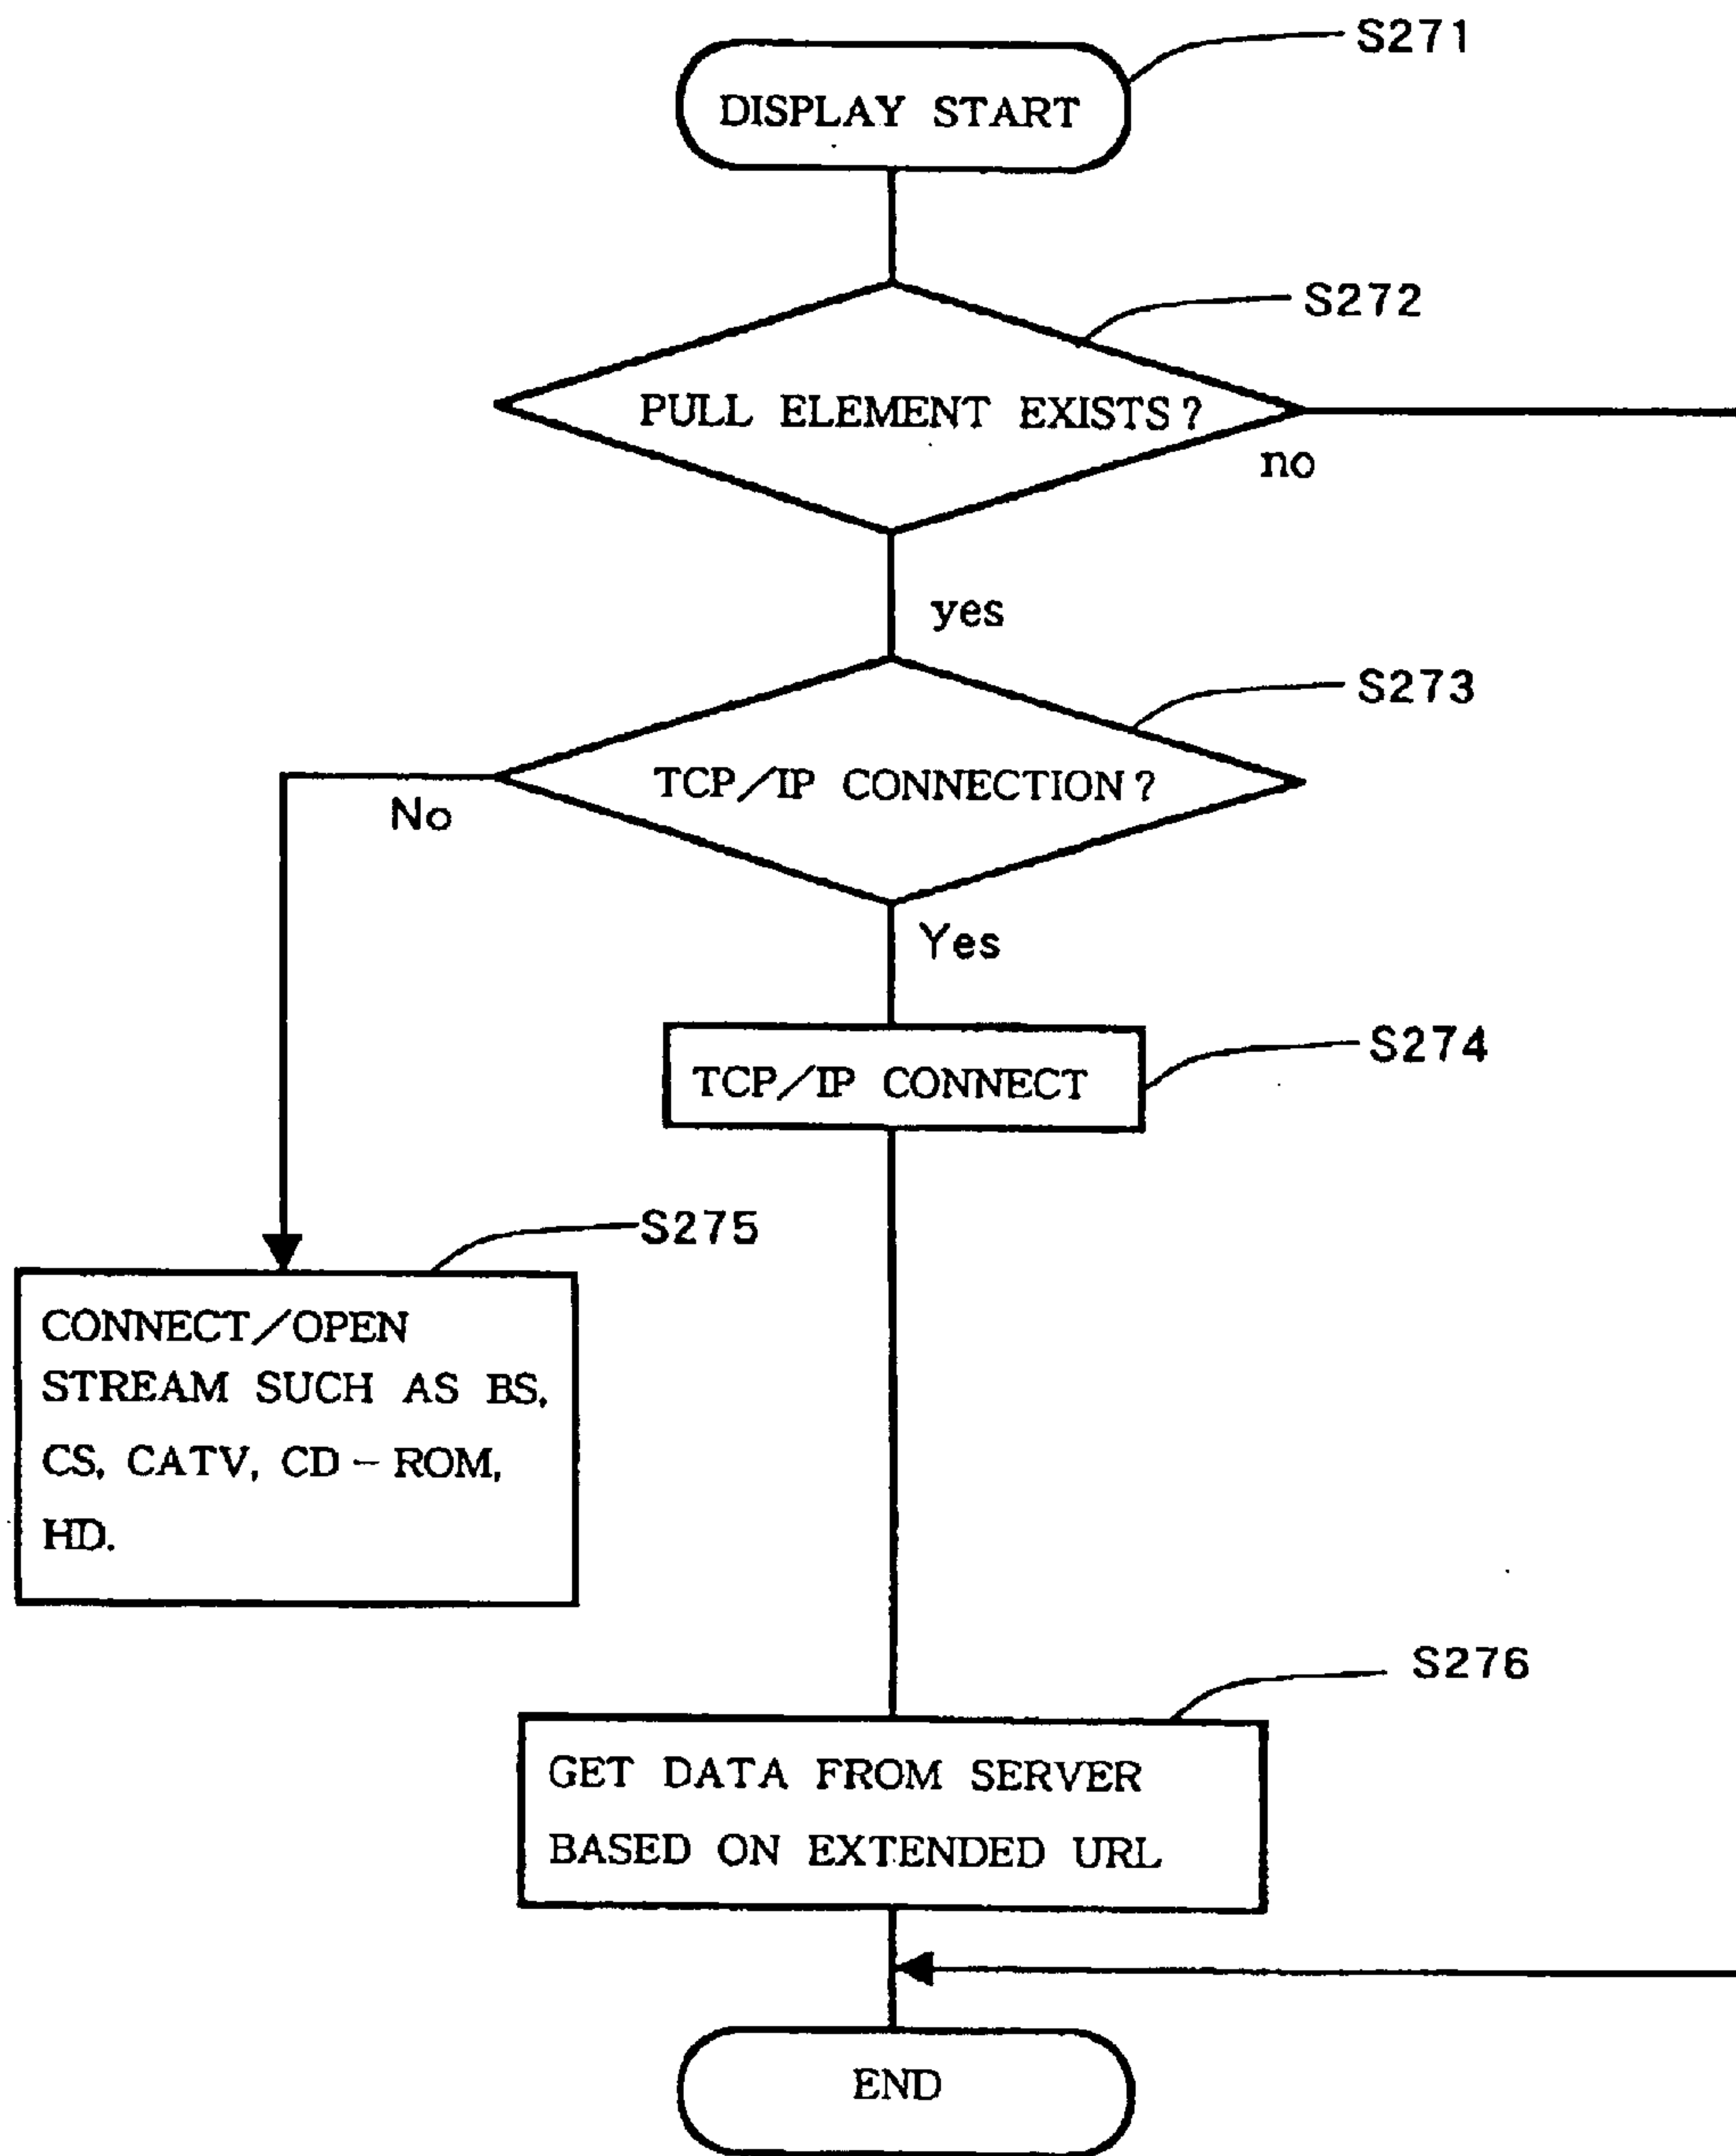 S271
DISPLAY START
S272
PULL ELEMENT EXISTS?
no
yes
S273
TCP/IP CONNECTION?
No
Yes
S274
TCP/IP CONNECT
S275
CONNECT/OPEN
STREAM SUCH AS BS,
CS, CATV, CD-ROM,
HD.
S276
GET DATA FROM SERVER
BASED ON EXTENDED URL
END